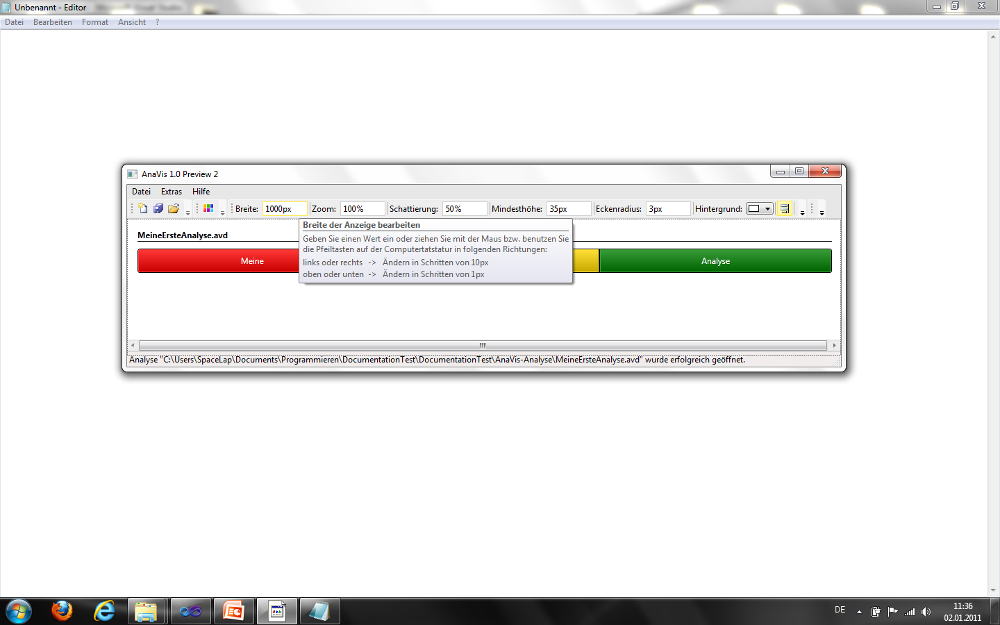 Unbenannt - Editor
Datei Bearbeiten Format Ansicht ?
AnaVis 1.0 Preview 2
Datei Extras Hilfe
Breite: 1000px Zoom: 100% Schattierung: 50% Mindesthöhe: 35px Eckenradius: 3px Hintergrund:
Breite der Anzeige bearbeiten
MeineErsteAnalyse.avd
Geben Sie einen Wert ein oder ziehen Sie mit der Maus bzw. benutzen Sie
die Pfeiltasten auf der Computertatstatur in folgenden Richtungen:
Meine
links oder rechts -> Ändern in Schritten von 10px
Analyse
oben oder unten -> Ändern in Schritten von 1px
Analyse "C:\Users\SpaceLap\Documents\Programmieren\DocumentationTest\DocumentationTest\AnaVis-Analyse\MeineErsteAnalyse.avd" wurde erfolgreich geöffnet.
DE
11:36
02.01.2011